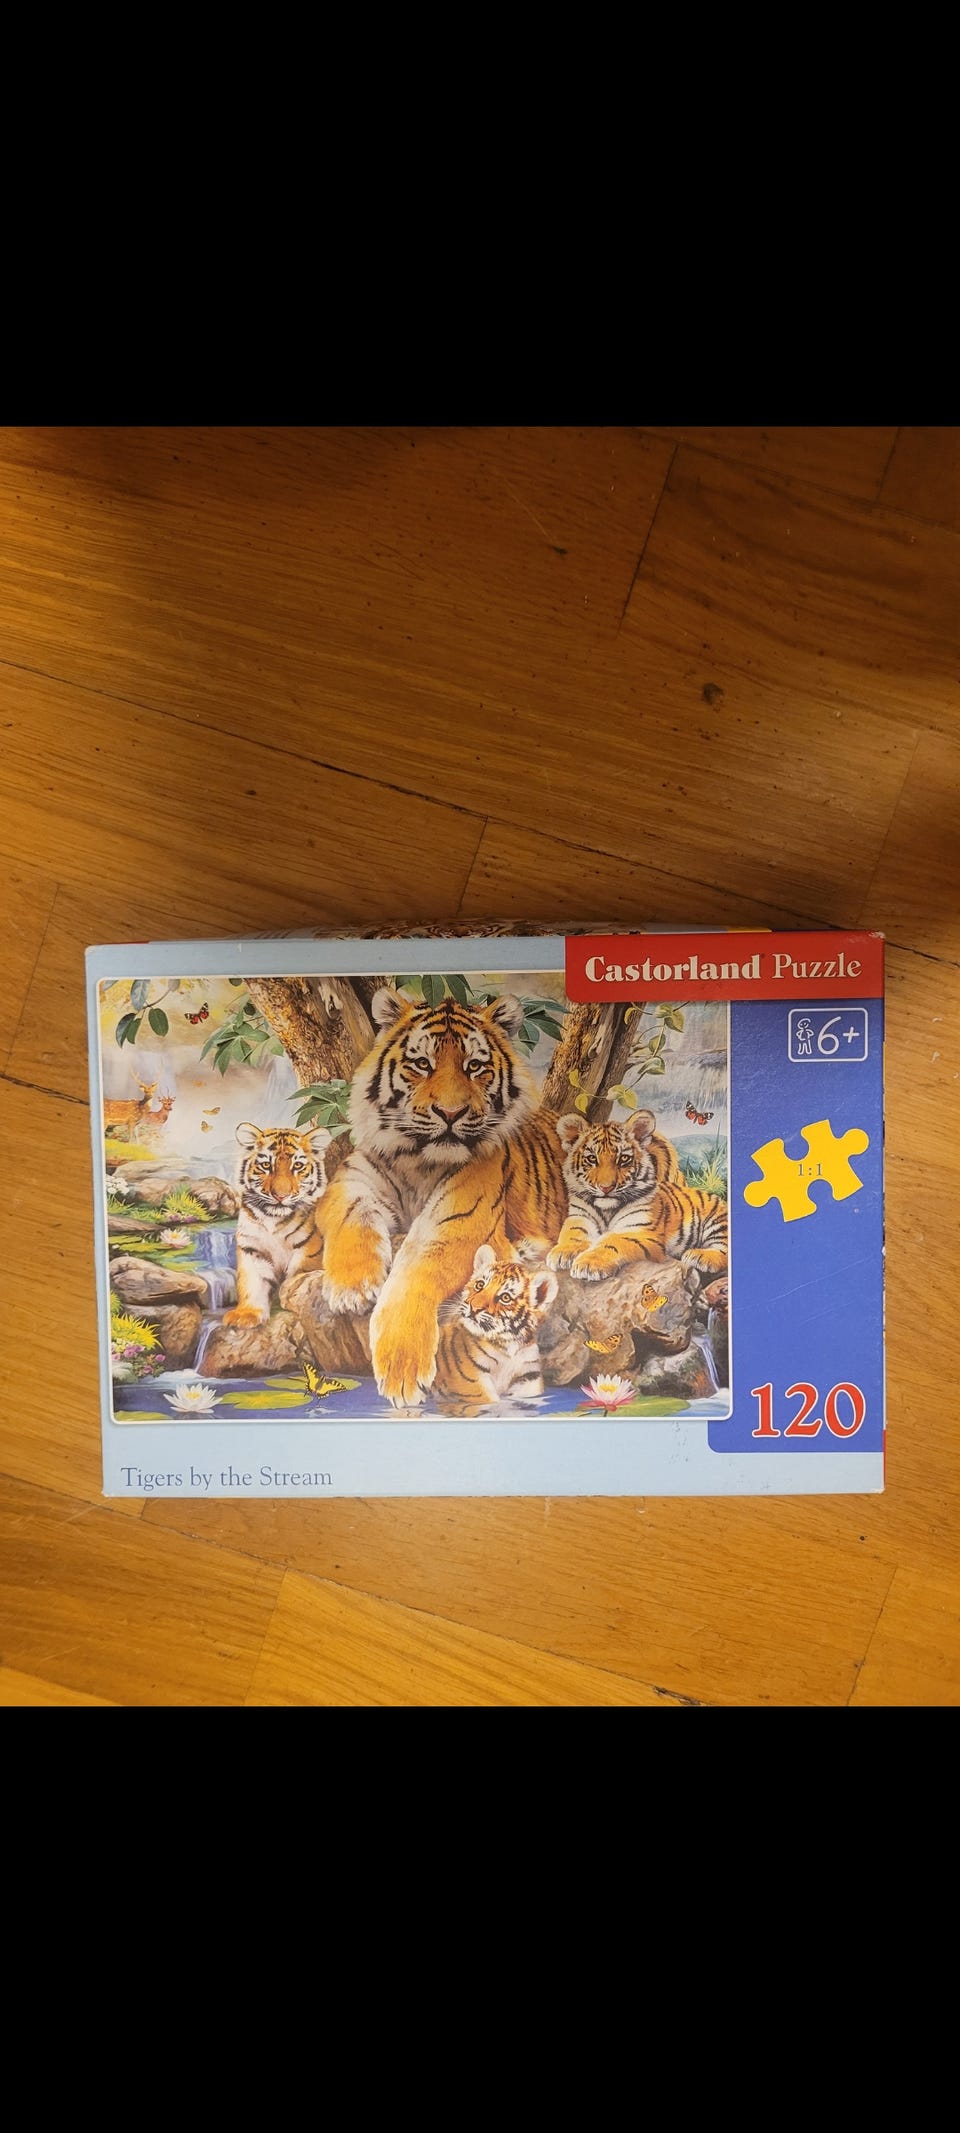 Castorland Puzzle
6+
1:1
120
Tigers by the Stream